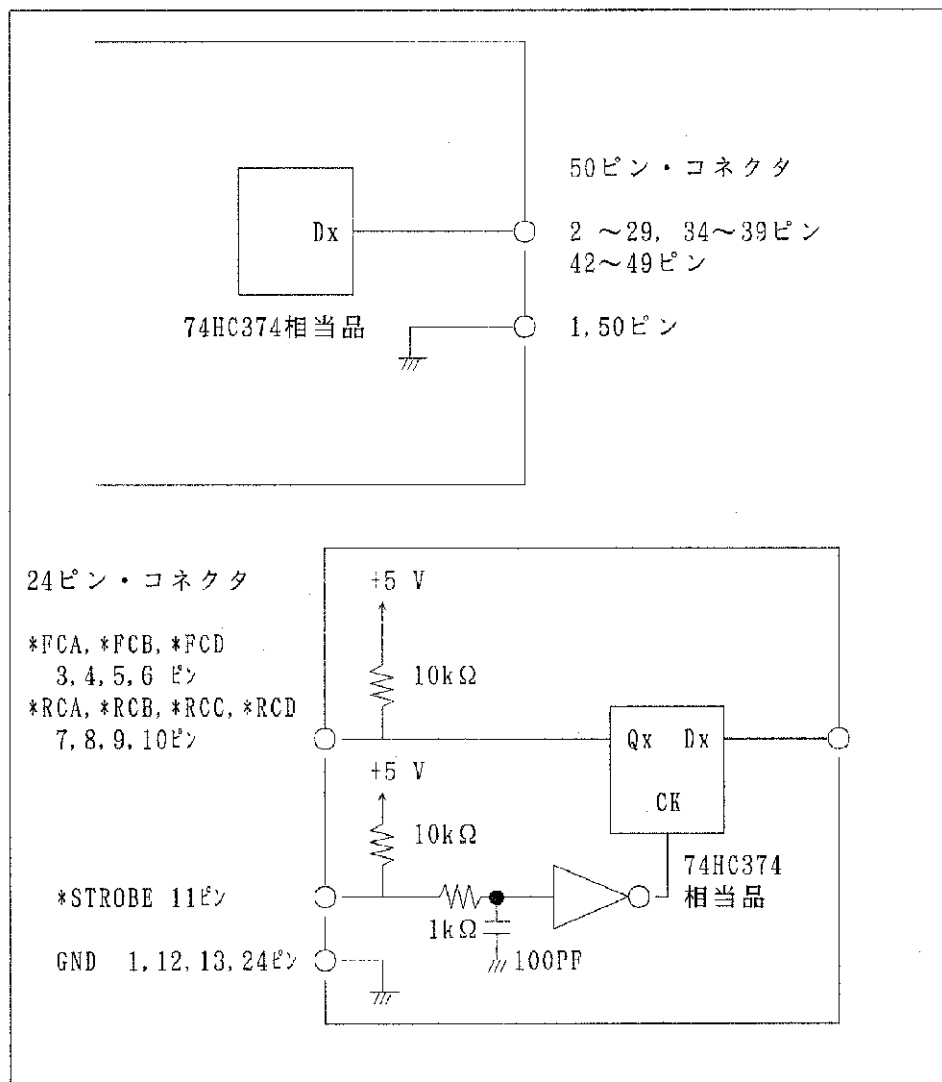 50ピン・コネクタ
Dx
2 ～29, 34～39ピン
42～49ピン
74HC374相当品
1,50ピン
24ピン・コネクタ
+5 V
*FCA, *FCB, *FCD
3, 4, 5, 6 ピン
10kΩ
*RCA, *RCB, *RCC, *RCD
7, 8, 9, 10ピン
Qx Dx
CK
+5 V
10kΩ
74HC374
相当品
*STROBE 11ピン
1kΩ
100PF
GND 1,12,13,24ピン